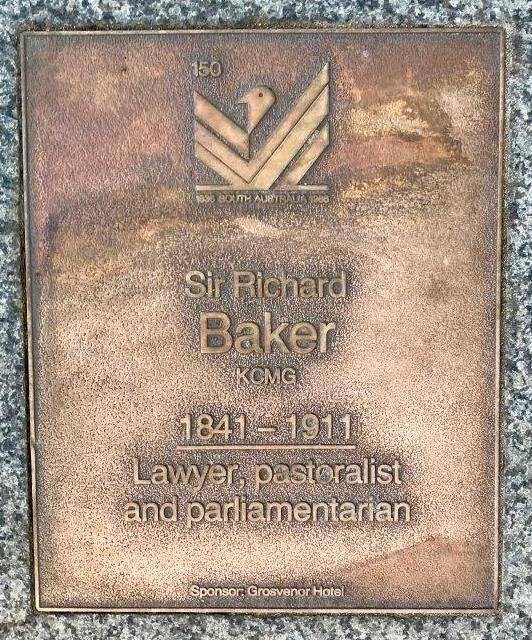 150
1836 SOUTH AUSTRALIA 1986
Sir Richard
Baker
KCMG
1841 – 1911
Lawyer, pastoralist
and parliamentarian
Sponsor: Grosvenor Hotel